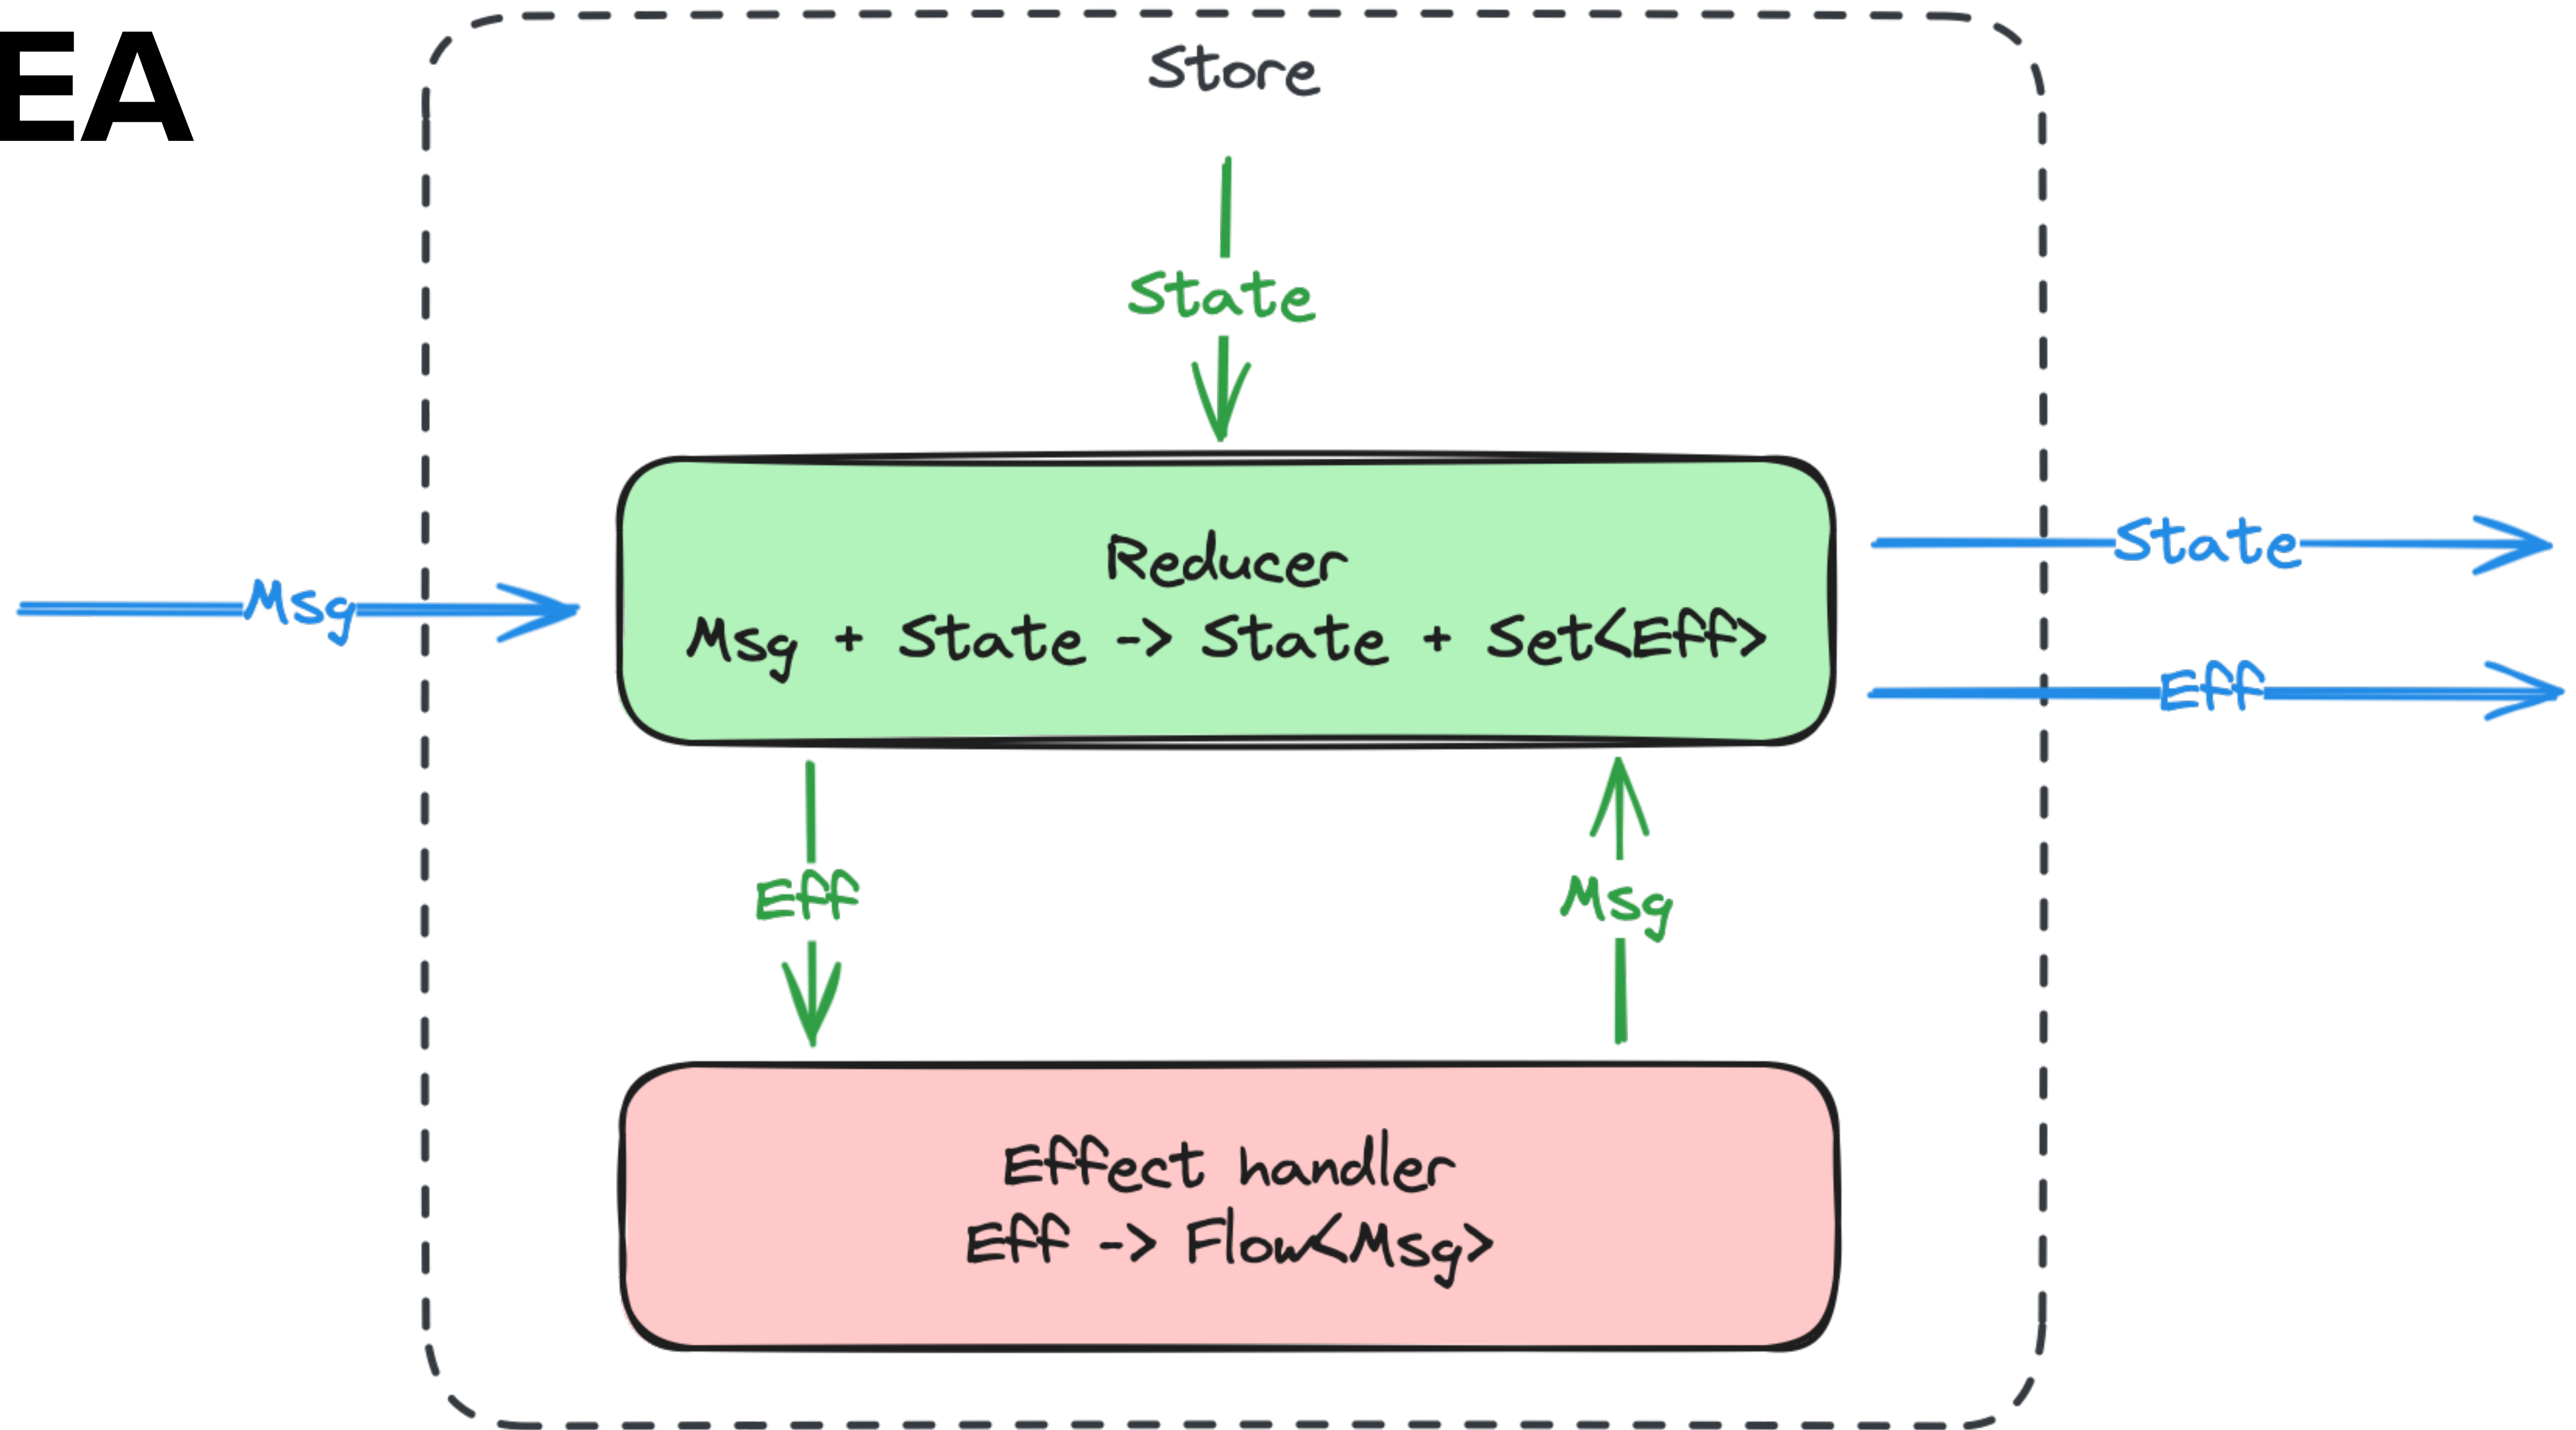 EA
Store
State
Msg
Reducer
Msg + State -> State + Set<Eff>
State
Eff
Eff
Msg
Effect handler
Eff -> Flow<Msg>